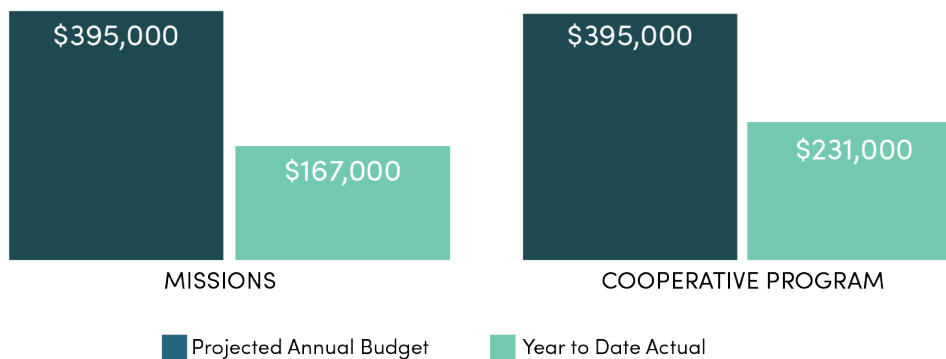 $395,000
$167,000
MISSIONS
$395,000
$231,000
COOPERATIVE PROGRAM
Projected Annual Budget
Year to Date Actual